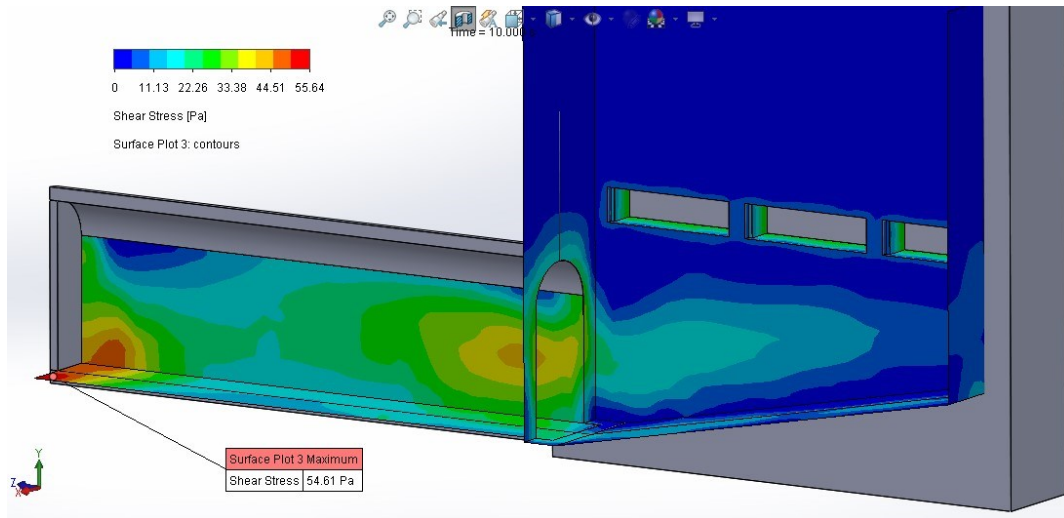 Time = 10.000
0 11.13 22.26 33.38 44.51 55.64
Shear Stress [Pa]
Surface Plot 3: contours
Surface Plot 3 Maximum
Shear Stress 54.61 Pa
Y
Z
X